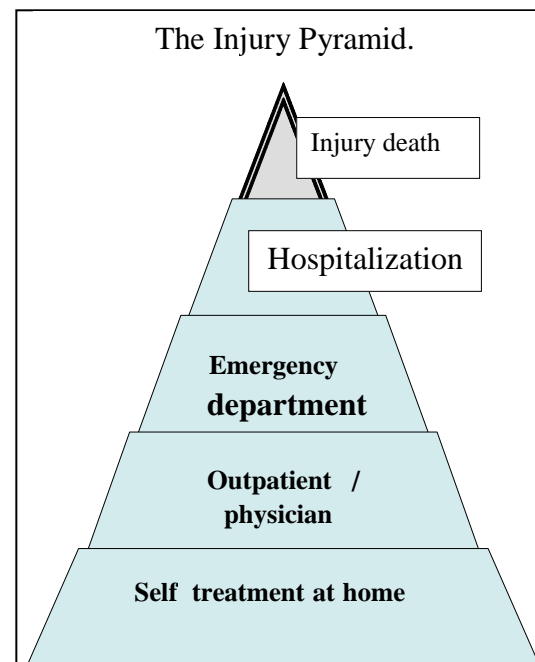 The Injury Pyramid.
Injury death
Hospitalization
Emergency
department
Outpatient /
physician
Self treatment at home